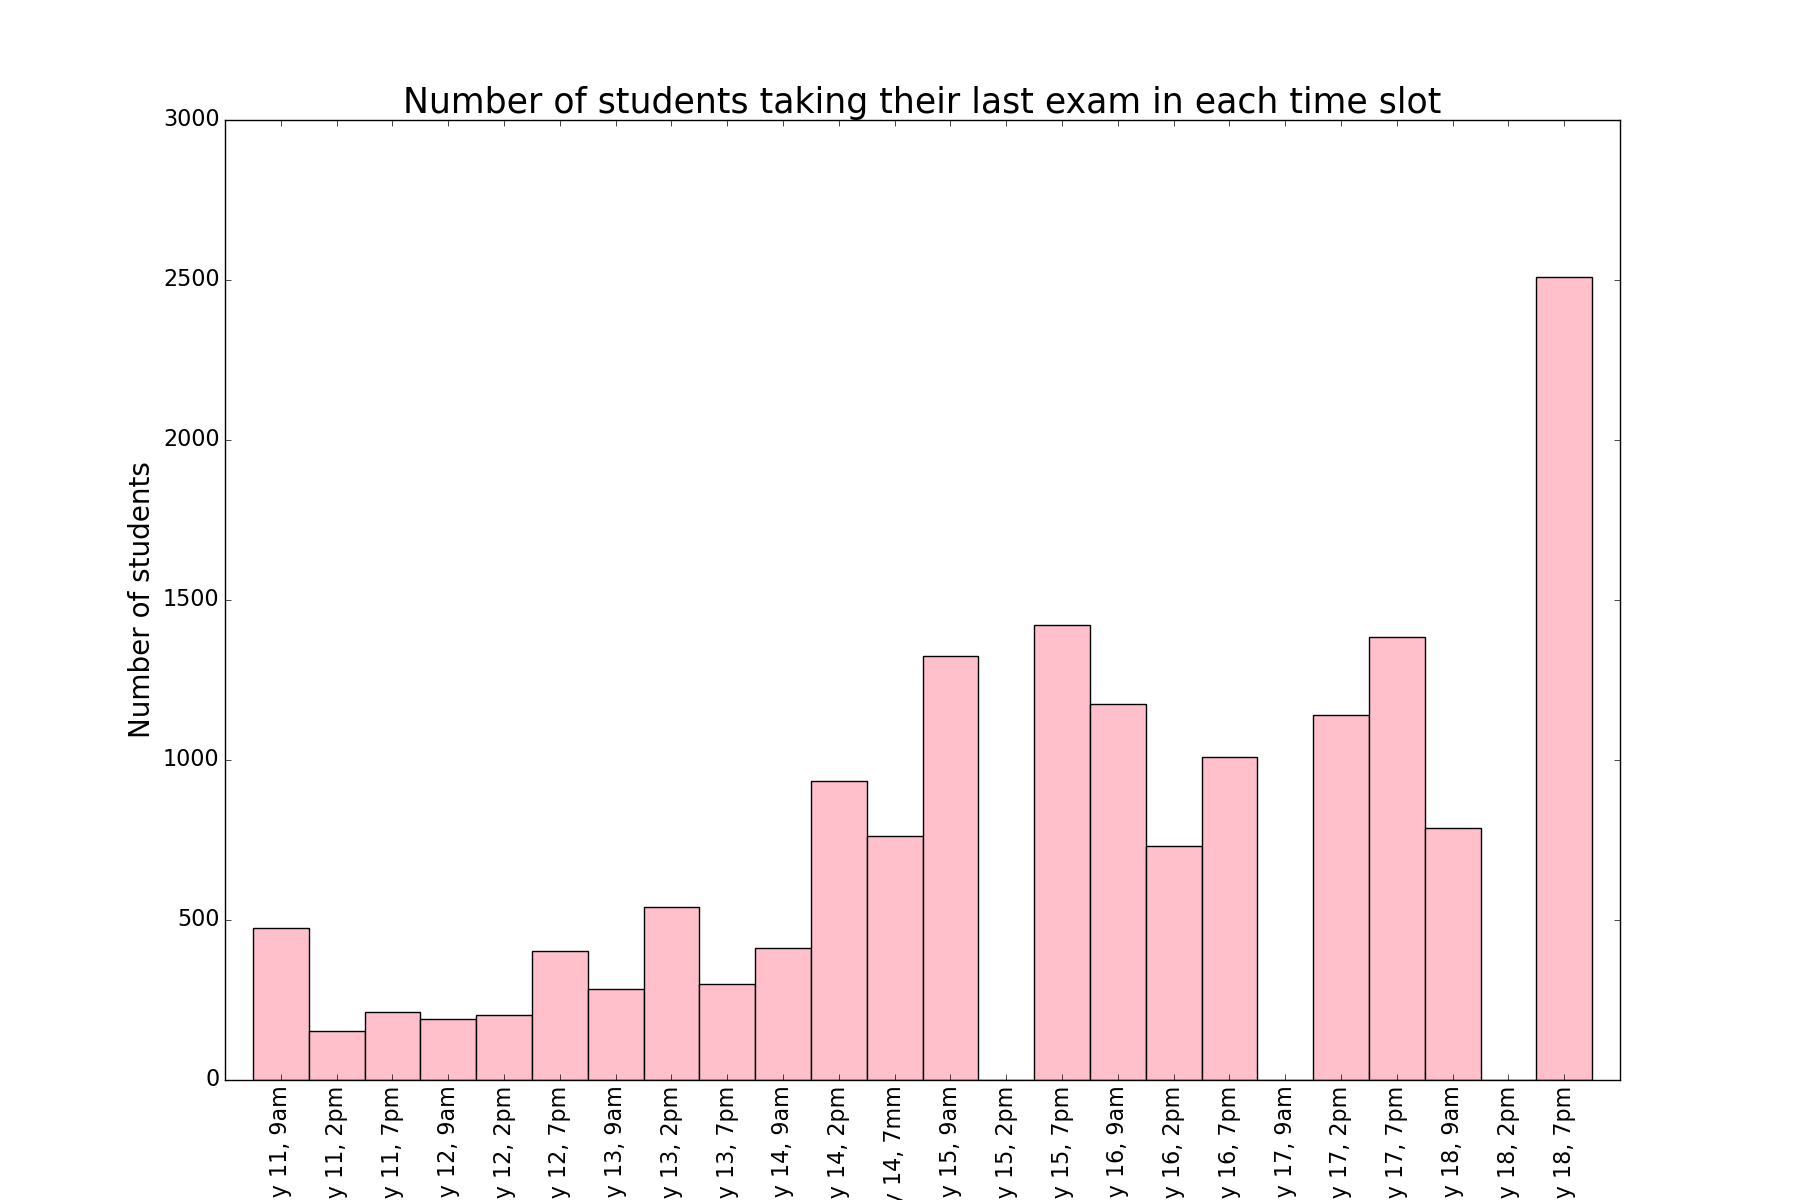 Number of students taking their last exam in each time slot
3000
2500
2000
1500
1000
500
0
Number of students
y 11, 9am
y 11, 2pm
y 11, 7pm
y 12, 9am
y 12, 2pm
y 12, 7pm
y 13, 9am
y 13, 2pm
y 13, 7pm
y 14, 9am
y 14, 2pm
y 14, 7mm
y 15, 9am
y 15, 2pm
y 15, 7pm
y 16, 9am
y 16, 2pm
y 16, 7pm
y 17, 9am
y 17, 2pm
y 17, 7pm
y 18, 9am
y 18, 2pm
y 18, 7pm